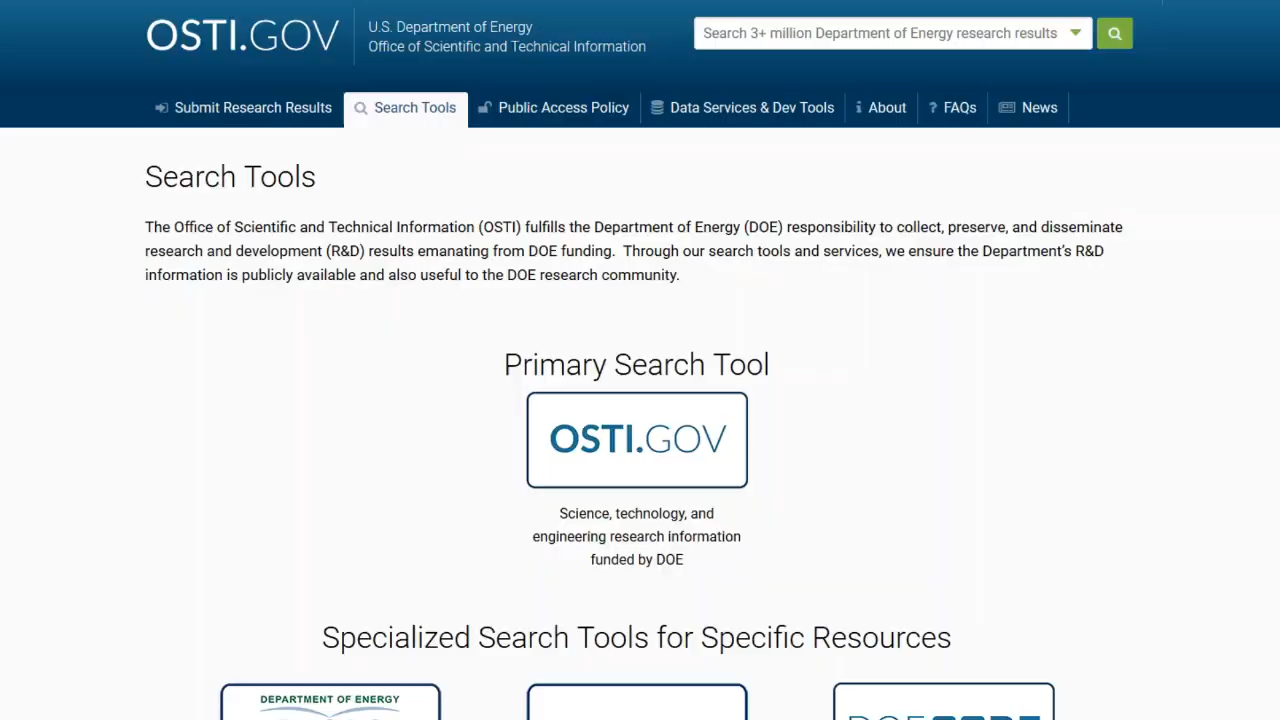 OSTI.GOV
U.S. Department of Energy
Office of Scientific and Technical Information
Search 3+ million Department of Energy research results
Submit Research Results
Search Tools
Public Access Policy
Data Services & Dev Tools
About
FAQs
News
Search Tools
The Office of Scientific and Technical Information (OSTI) fulfills the Department of Energy (DOE) responsibility to collect, preserve, and disseminate
research and development (R&D) results emanating from DOE funding.  Through our search tools and services, we ensure the Department's R&D
information is publicly available and also useful to the DOE research community.
Primary Search Tool
OSTI.GOV
Science, technology, and
engineering research information
funded by DOE
Specialized Search Tools for Specific Resources
DEPARTMENT OF ENERGY